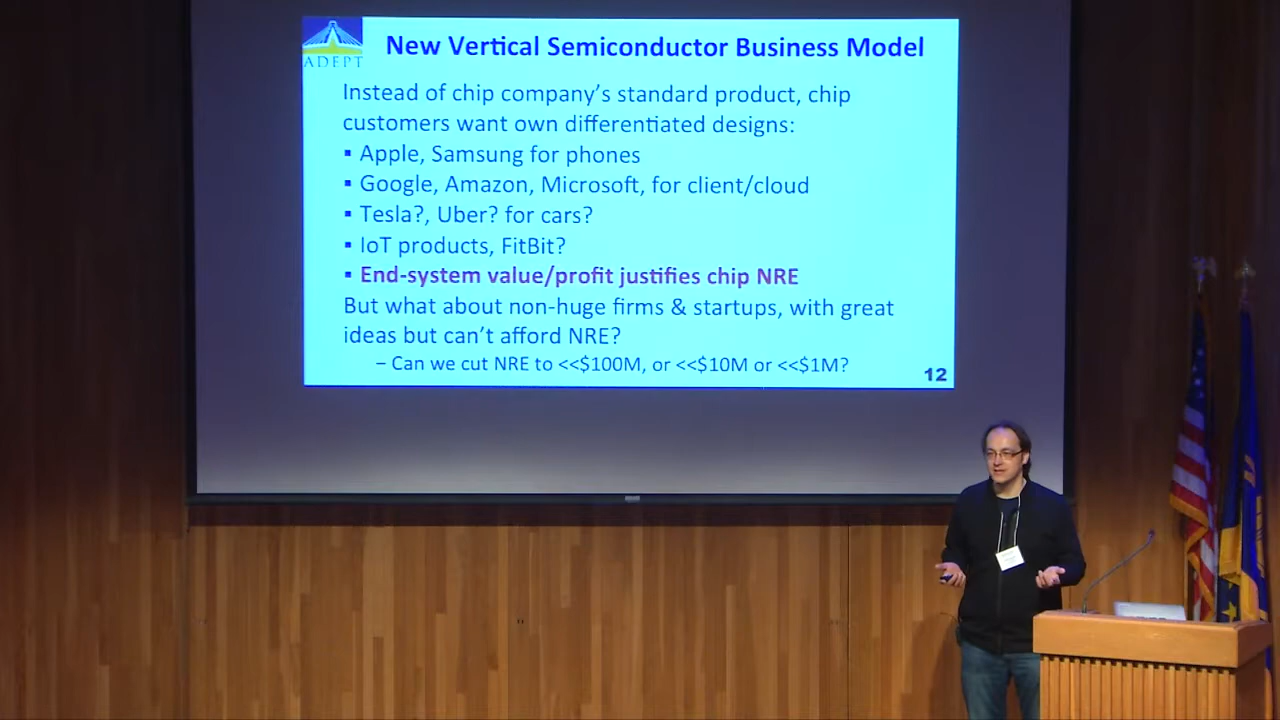 ADEPT
New Vertical Semiconductor Business Model
Instead of chip company's standard product, chip
customers want own differentiated designs:
▪ Apple, Samsung for phones
▪ Google, Amazon, Microsoft, for client/cloud
▪ Tesla?, Uber? for cars?
▪ IoT products, FitBit?
▪ End-system value/profit justifies chip NRE
But what about non-huge firms & startups, with great
ideas but can't afford NRE?
– Can we cut NRE to <<$100M, or <<$10M or <<$1M?
12